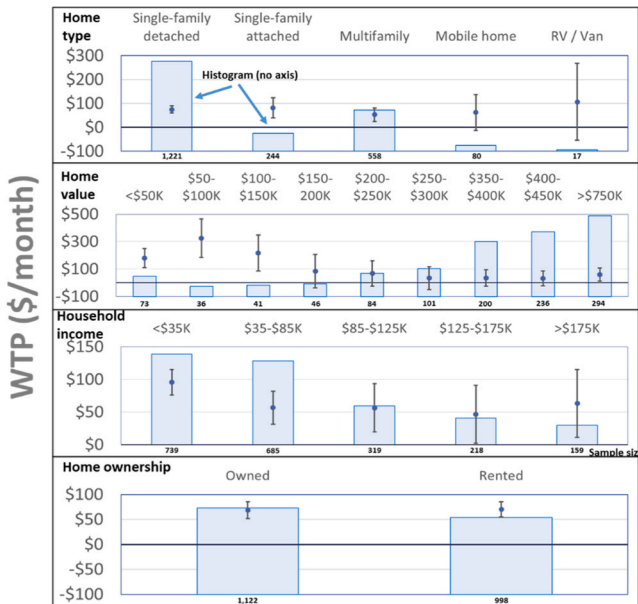 WTP ($/month)
Home type
Single-family detached
Single-family attached
Multifamily
Mobile home
RV / Van
$300
$200
$100
$0
-$100
Histogram (no axis)
1,221 244 558 80 17
Home value
<$50K
$50-$100K
$100-$150K
$150-200K
$200-$250K
$250-$300K
$350-$400K
$400-$450K
>$750K
$500
$300
$100
-$100
73 36 41 46 84 101 200 236 294
Household income
<$35K $35-$85K $85-$125K $125-$175K >$175K
$150
$100
$50
$0
739 685 319 218 159
Sample siz
Home ownership
Owned Rented
$100
$50
$0
-$50
-$100
1,122 998